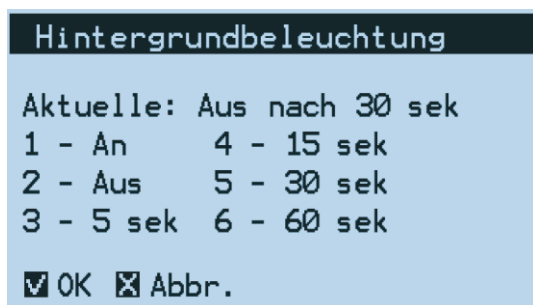 Hintergrundbeleuchtung
Aktuelle: Aus nach 30 sek
1 - An 4 - 15 sek
2 - Aus 5 - 30 sek
3 - 5 sek 6 - 60 sek
OK Abbr.